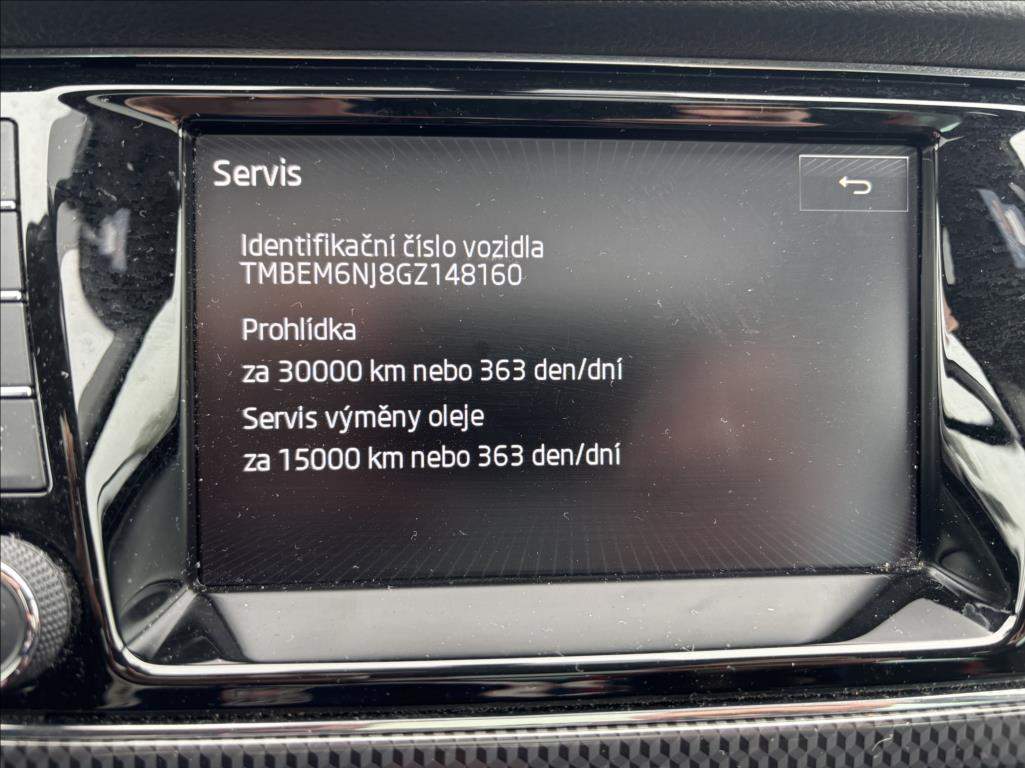 Servis
Identifikační číslo vozidla
TMBEM6NJ8GZ148160
Prohlídka
za 30000 km nebo 363 den/dní
Servis výměny oleje
za 15000 km nebo 363 den/dní